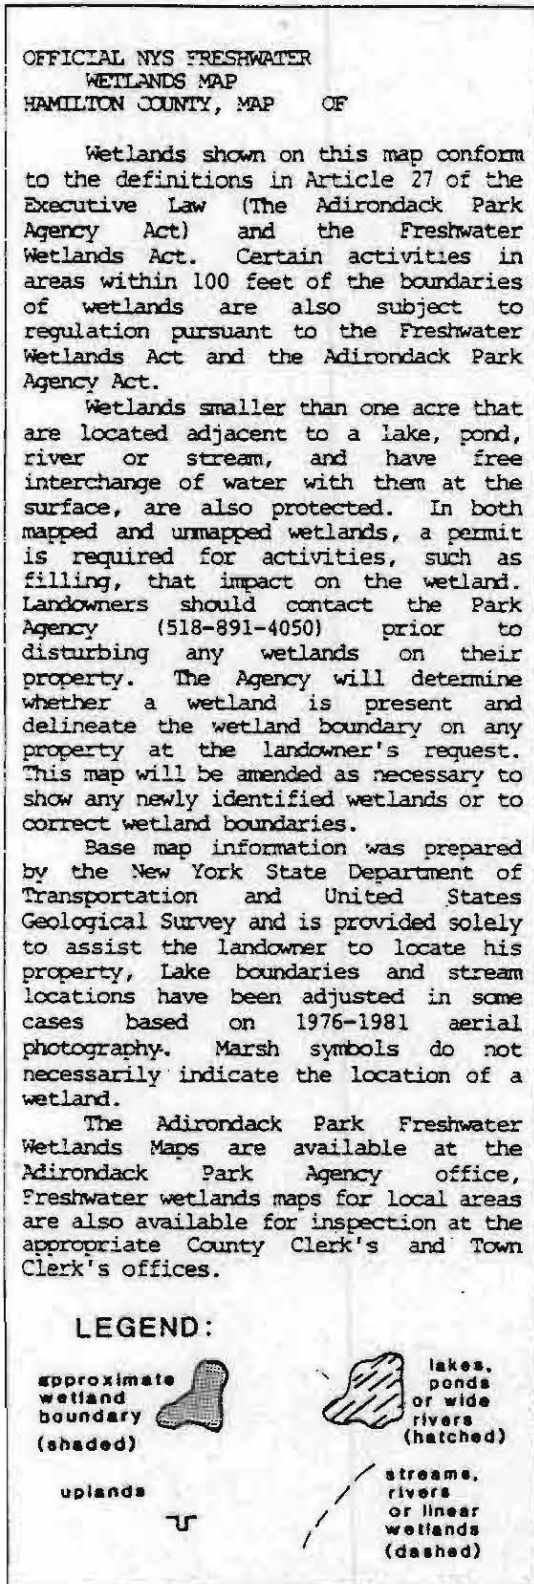 OFFICIAL NYS FRESHWATER
WETLANDS MAP
HAMILTON COUNTY, MAP OF
Wetlands shown on this map conform
to the definitions in Article 27 of the
Executive Law (The Adirondack Park
Agency Act) and the Freshwater
Wetlands Act. Certain activities in
areas within 100 feet of the boundaries
of wetlands are also subject to
regulation pursuant to the Freshwater
Wetlands Act and the Adirondack Park
Agency Act.
Wetlands smaller than one acre that
are located adjacent to a lake, pond,
river or stream, and have free
interchange of water with them at the
surface, are also protected. In both
mapped and unmapped wetlands, a permit
is required for activities, such as
filling, that impact on the wetland.
Landowners should contact the Park
Agency (518-891-4050) prior to
disturbing any wetlands on their
property. The Agency will determine
whether a wetland is present and
delineate the wetland boundary on any
property at the landowner's request.
This map will be amended as necessary to
show any newly identified wetlands or to
correct wetland boundaries.
Base map information was prepared
by the New York State Department of
Transportation and United States
Geological Survey and is provided solely
to assist the landowner to locate his
property, Lake boundaries and stream
locations have been adjusted in some
cases based on 1976-1981 aerial
photography. Marsh symbols do not
necessarily indicate the location of a
wetland.
The Adirondack Park Freshwater
Wetlands Maps are available at the
Adirondack Park Agency office,
Freshwater wetlands maps for local areas
are also available for inspection at the
appropriate County Clerk's and Town
Clerk's offices.
LEGEND:
approximate
wetland
boundary
(shaded)
lakes,
ponds
or wide
rivers
(hatched)
uplands
U
streams,
rivers
or linear
wetlands
(dashed)